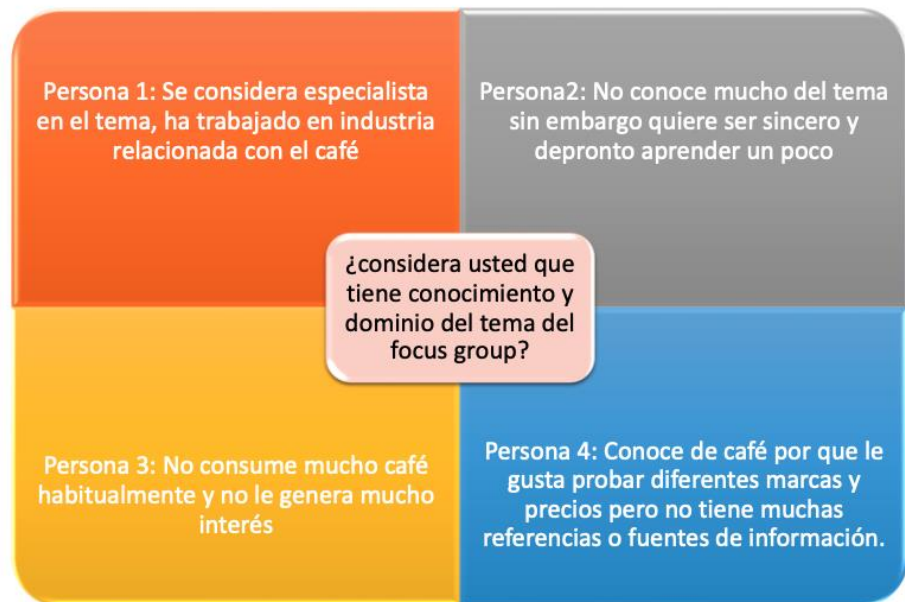 Persona 1: Se considera especialista
en el tema, ha trabajado en industria
relacionada con el café
Persona2: No conoce mucho del tema
sin embargo quiere ser sincero y
depronto aprender un poco
¿considera usted que
tiene conocimiento y
dominio del tema del
focus group?
Persona 3: No consume mucho café
habitualmente y no le genera mucho
interés
Persona 4: Conoce de café por que le
gusta probar diferentes marcas y
precios pero no tiene muchas
referencias o fuentes de información.